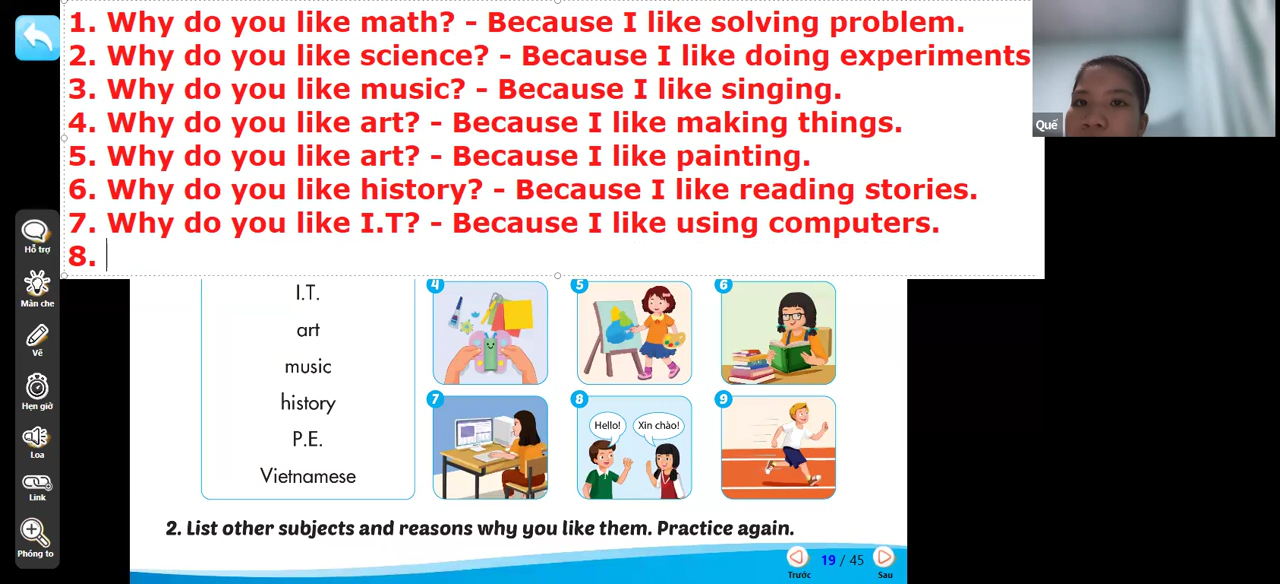 1. Why do you like math? - Because I like solving problem.
2. Why do you like science? - Because I like doing experiments
3. Why do you like music? - Because I like singing.
4. Why do you like art? - Because I like making things.
5. Why do you like art? - Because I like painting.
6. Why do you like history? - Because I like reading stories.
7. Why do you like I.T? - Because I like using computers.
8.
Quế
Hỗ trợ
Màn che
Vẽ
Hẹn giờ
Loa
Link
Phóng to
I.T.
art
music
history
P.E.
Vietnamese
4
5
6
7
8
9
Hello!
Xin chào!
2. List other subjects and reasons why you like them. Practice again.
Trước
19 / 45
Sau